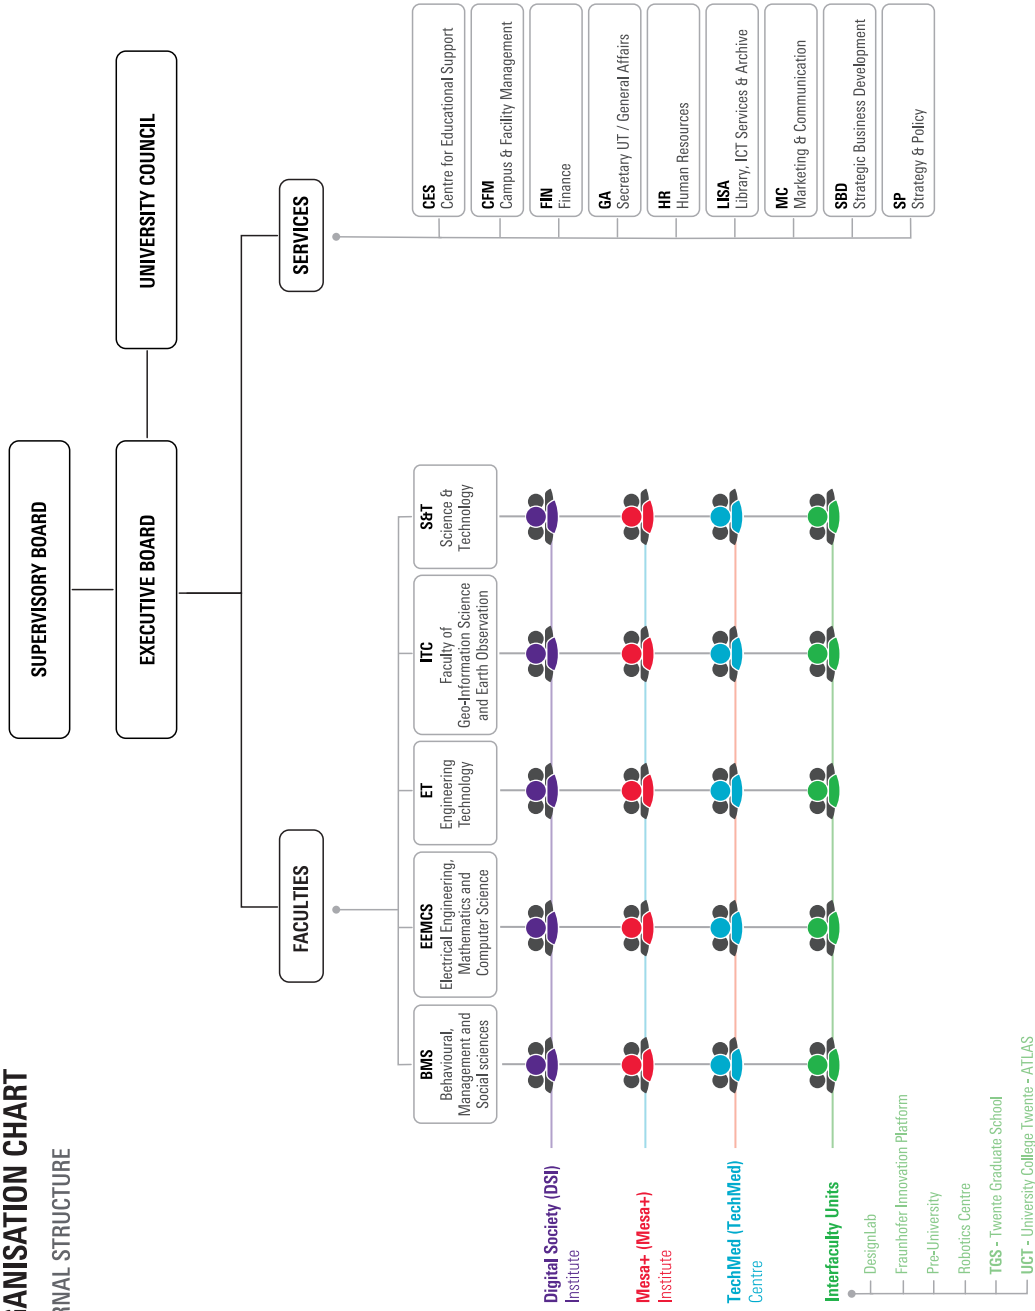 GANISATION CHART
RNAL STRUCTURE
SUPERVISORY BOARD
EXECUTIVE BOARD
UNIVERSITY COUNCIL
FACULTIES
SERVICES
BMS
Behavioural,
Management and
Social sciences
EEMCS
Electrical Engineering,
Mathematics and
Computer Science
ET
Engineering
Technology
ITC
Faculty of
Geo-Information Science
and Earth Observation
S&T
Science &
Technology
CES
Centre for Educational Support
CFM
Campus & Facility Management
FIN
Finance
GA
Secretary UT / General Affairs
HR
Human Resources
LISA
Library, ICT Services & Archive
MC
Marketing & Communication
SBD
Strategic Business Development
SP
Strategy & Policy
Digital Society (DSI)
Institute
Mesa+ (Mesa+)
Institute
TechMed (TechMed)
Centre
Interfaculty Units
DesignLab
Fraunhofer Innovation Platform
Pre-University
Robotics Centre
TGS - Twente Graduate School
UCT - University College Twente - ATLAS